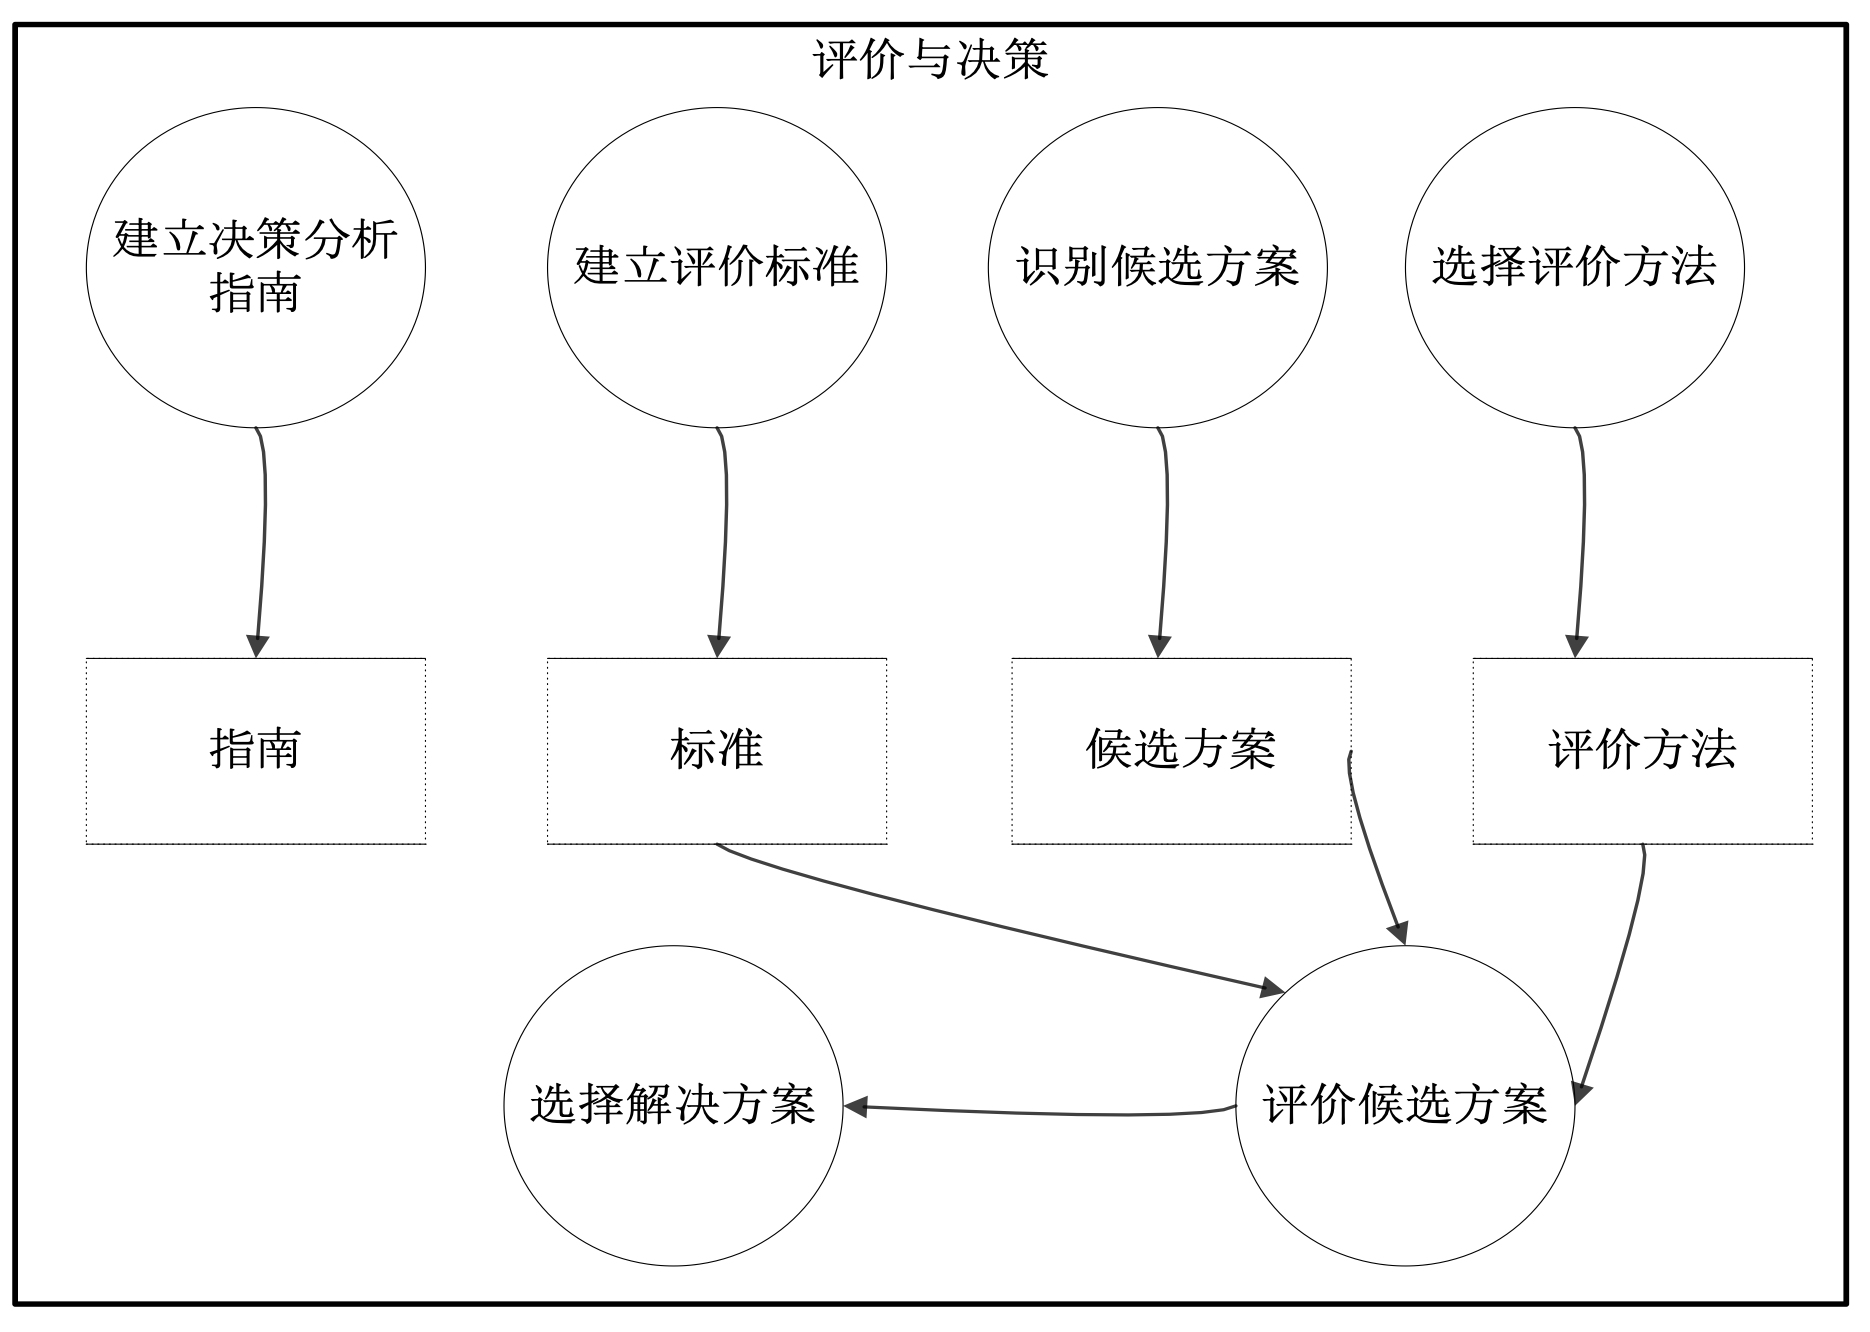 评价与决策
建立决策分析
指南
建立评价标准
识别候选方案
选择评价方法
指南
标准
候选方案
评价方法
选择解决方案
评价候选方案